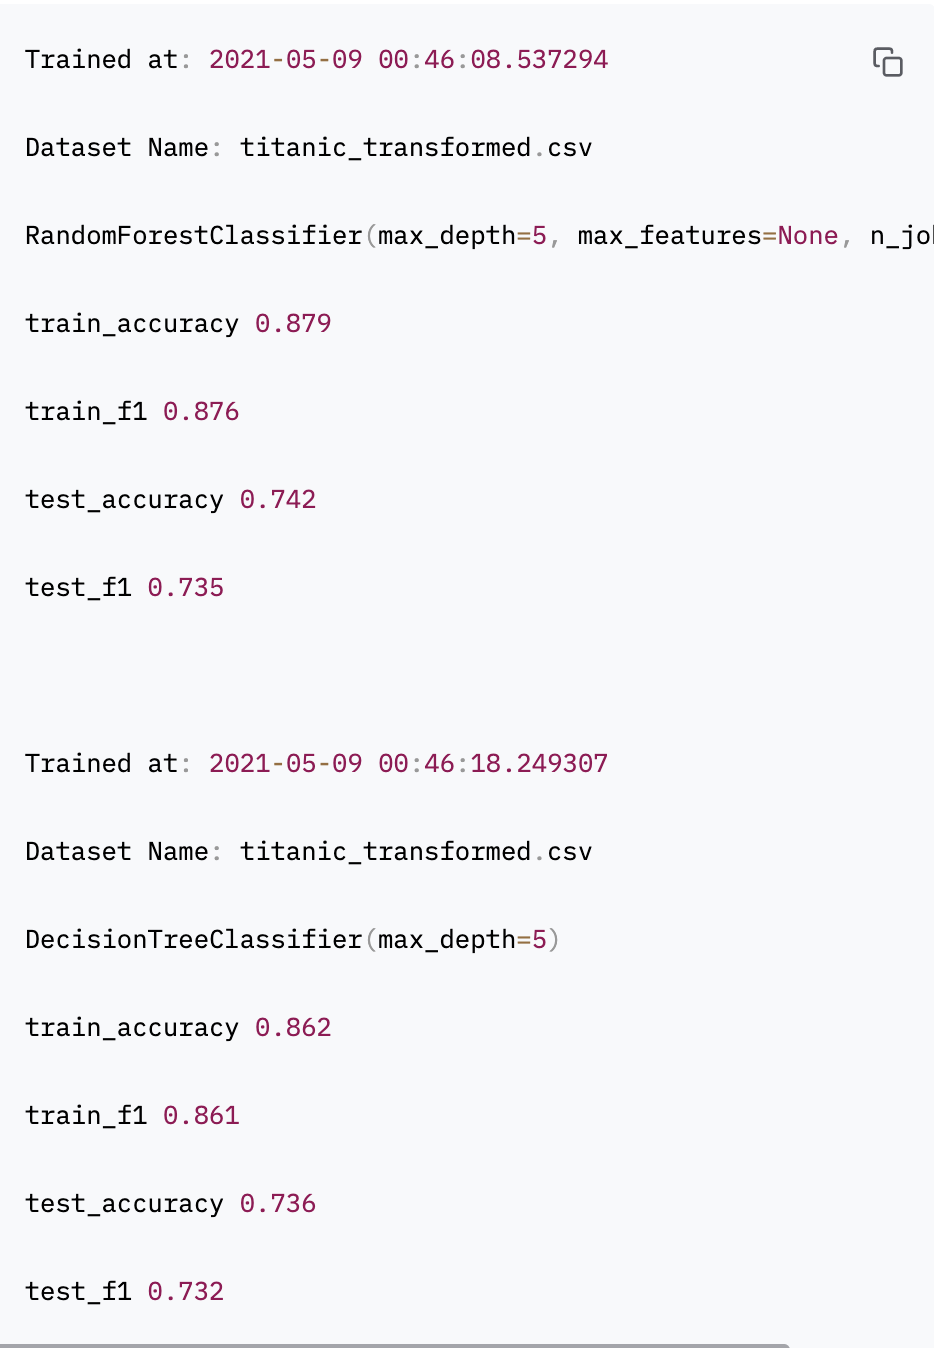 Trained at: 2021-05-09 00:46:08.537294
Dataset Name: titanic_transformed.csv
RandomForestClassifier(max_depth=5, max_features=None,
train_accuracy 0.879
train_f1 0.876
test_accuracy 0.742
test_f1 0.735
Trained at: 2021-05-09 00:46:18.249307
Dataset Name: titanic_transformed.csv
DecisionTreeClassifier(max_depth=5)
train_accuracy 0.862
train_f1 0.861
test_accuracy 0.736
test_f1 0.732